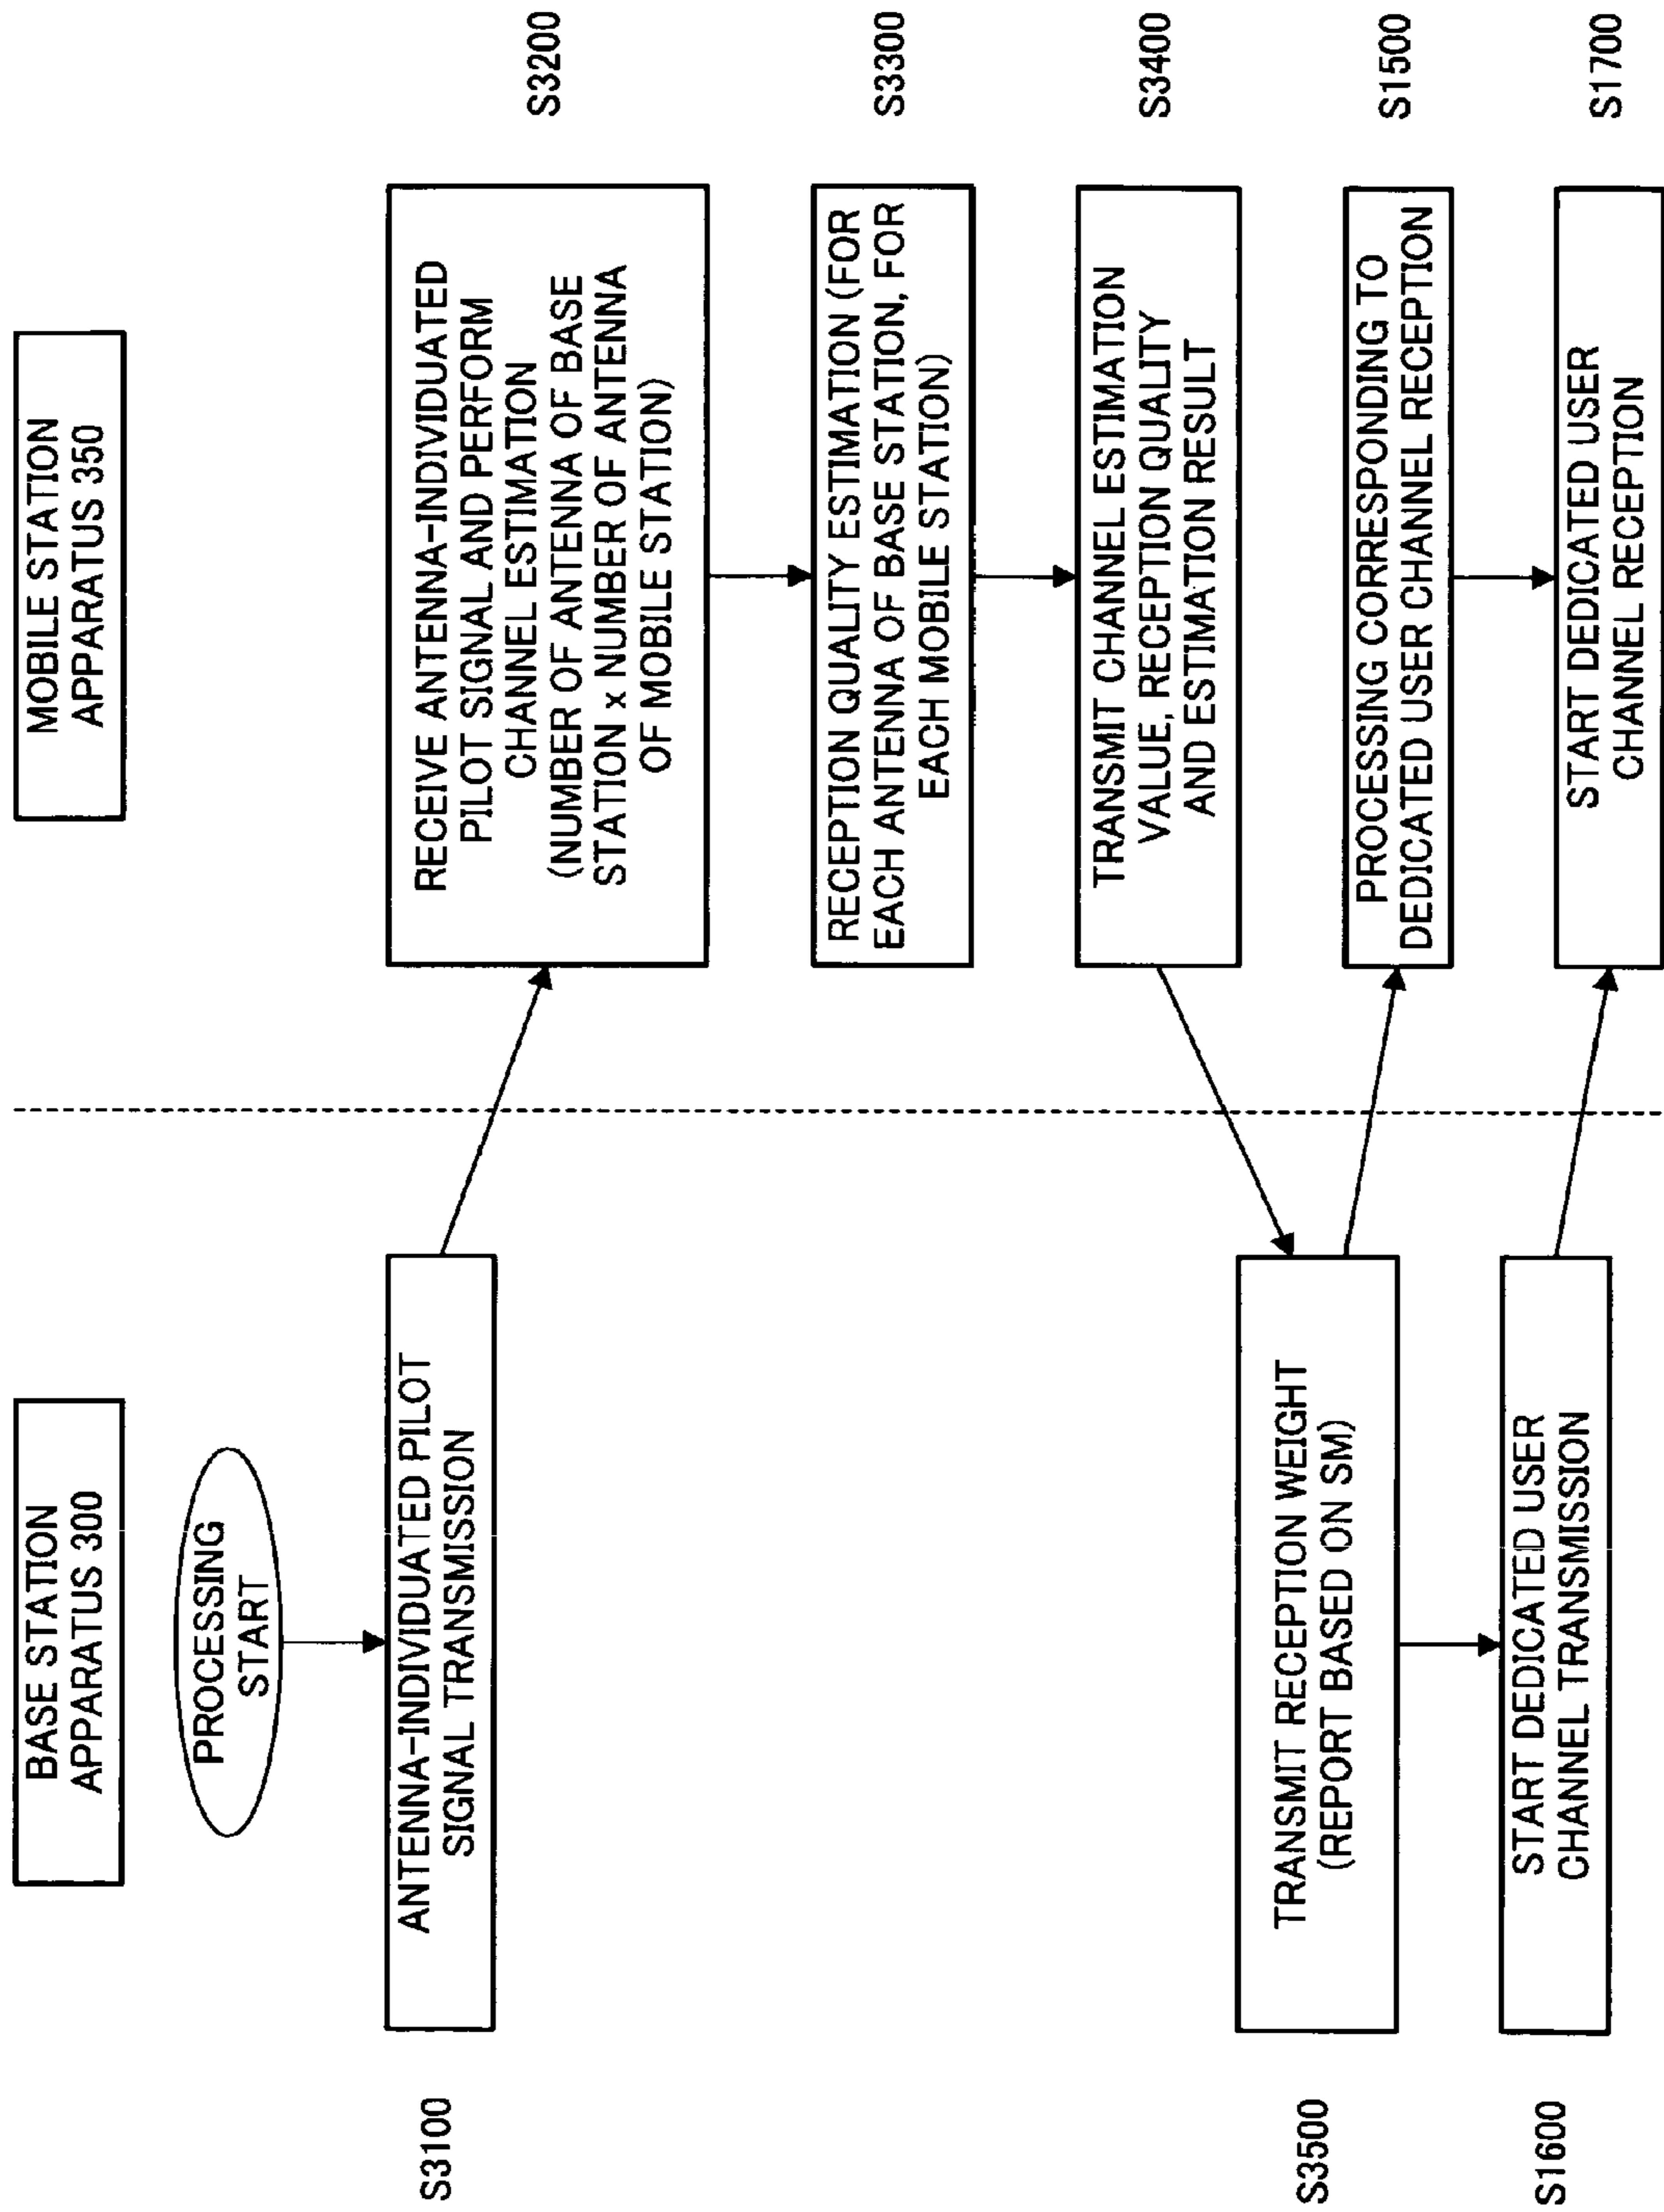 BASE STATION
APPARATUS 300
MOBILE STATION
APPARATUS 350
PROCESSING
START
S3100
ANTENNA-INDIVIDUATED PILOT
SIGNAL TRANSMISSION
RECEIVE ANTENNA-INDIVIDUATED
PILOT SIGNAL AND PERFORM
CHANNEL ESTIMATION
(NUMBER OF ANTENNA OF BASE
STATION x NUMBER OF ANTENNA
OF MOBILE STATION)
S3200
RECEPTION QUALITY ESTIMATION (FOR
EACH ANTENNA OF BASE STATION, FOR
EACH MOBILE STATION)
S3300
TRANSMIT CHANNEL ESTIMATION
VALUE, RECEPTION QUALITY
AND ESTIMATION RESULT
S3400
S3500
TRANSMIT RECEPTION WEIGHT
(REPORT BASED ON SM)
PROCESSING CORRESPONDING TO
DEDICATED USER CHANNEL RECEPTION
S1500
S1600
START DEDICATED USER
CHANNEL TRANSMISSION
START DEDICATED USER
CHANNEL RECEPTION
S1700